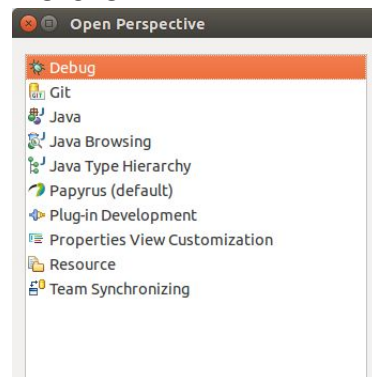 Open Perspective
Debug
Git
Java
Java Browsing
Java Type Hierarchy
Papyrus (default)
Plug-in Development
Properties View Customization
Resource
Team Synchronizing